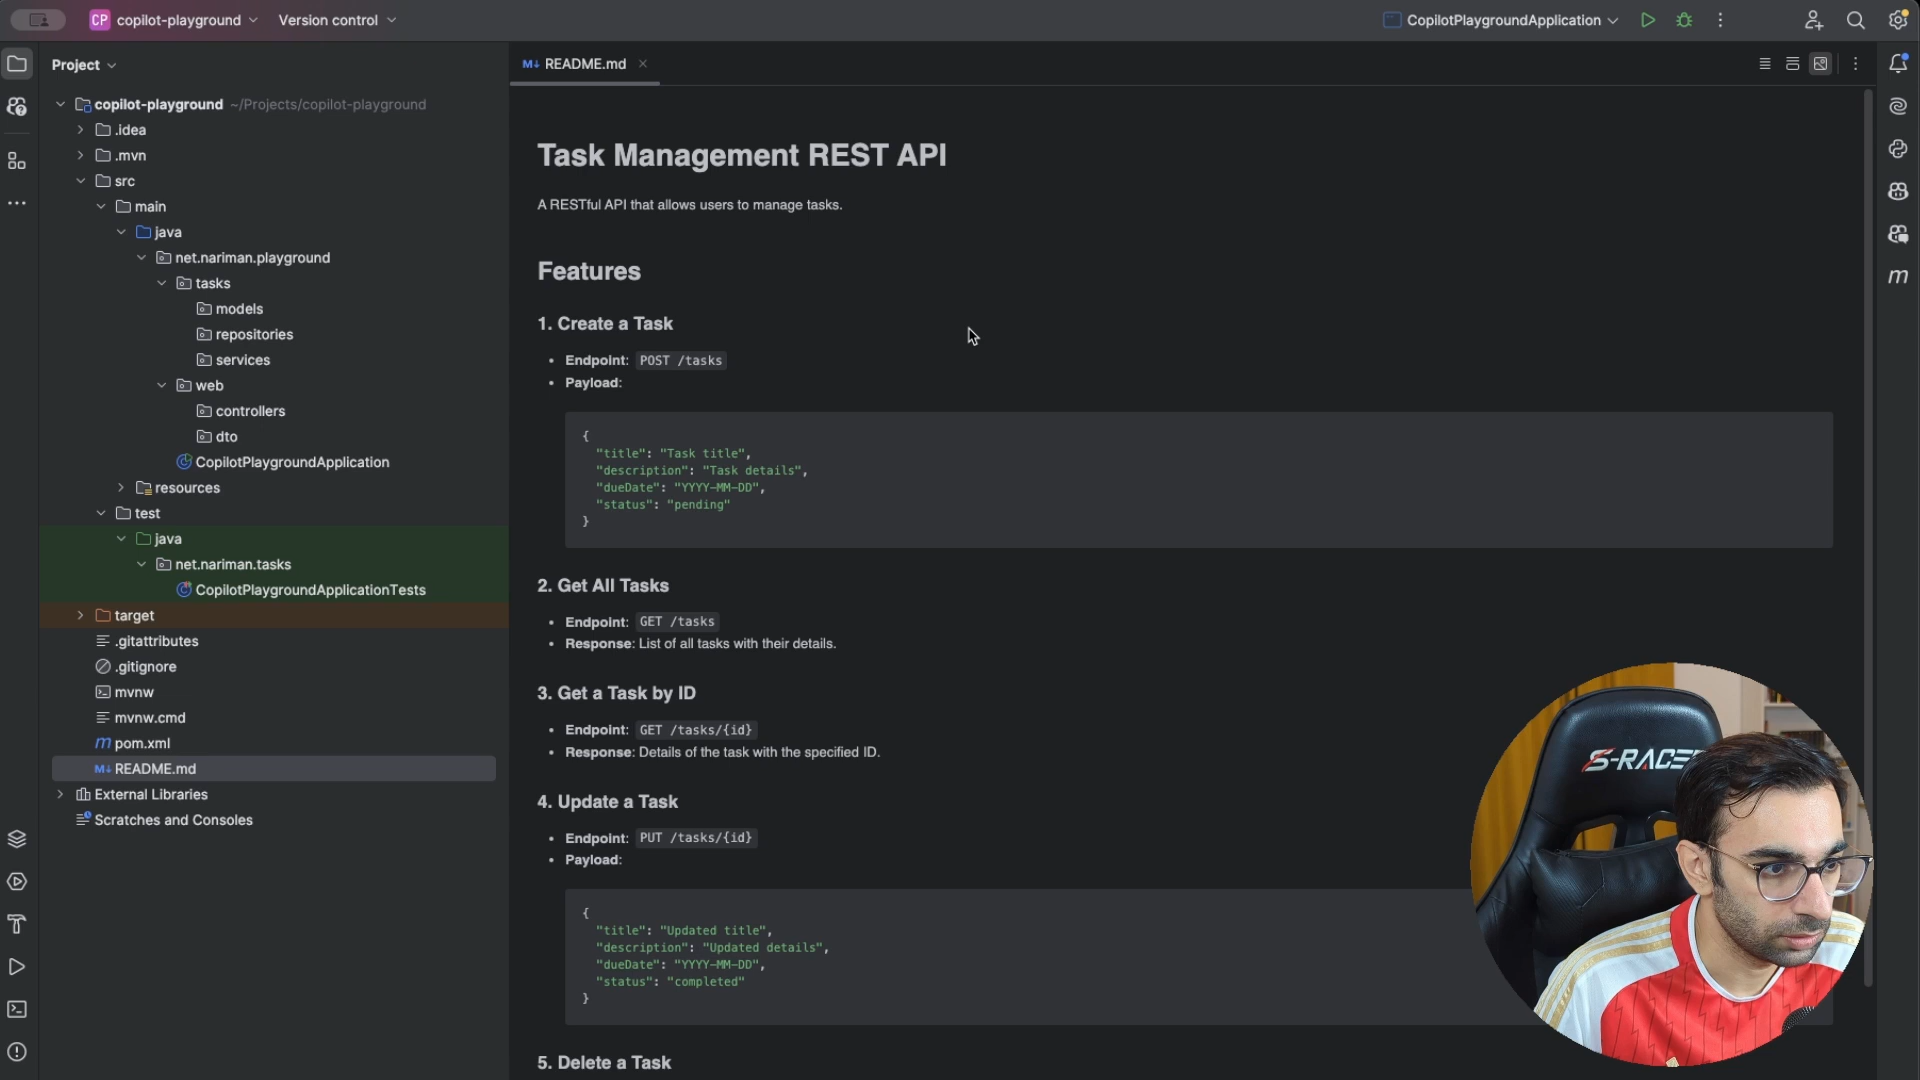 CP copilot-playground
Version control
CopilotPlaygroundApplication
Project
README.md
copilot-playground ~/Projects/copilot-playground
.idea
.mvn
src
main
java
net.nariman.playground
tasks
models
repositories
services
web
controllers
dto
CopilotPlaygroundApplication
resources
test
java
net.nariman.tasks
CopilotPlaygroundApplicationTests
target
.gitattributes
.gitignore
mvnw
mvnw.cmd
pom.xml
README.md
External Libraries
Scratches and Consoles
Task Management REST API
A RESTful API that allows users to manage tasks.
Features
1. Create a Task
• Endpoint: POST /tasks
• Payload:
{
"title": "Task title",
"description": "Task details",
"dueDate": "YYYY-MM-DD",
"status": "pending"
}
2. Get All Tasks
• Endpoint: GET /tasks
• Response: List of all tasks with their details.
3. Get a Task by ID
• Endpoint: GET /tasks/{id}
• Response: Details of the task with the specified ID.
4. Update a Task
• Endpoint: PUT /tasks/{id}
• Payload:
{
"title": "Updated title",
"description": "Updated details",
"dueDate": "YYYY-MM-DD",
"status": "completed"
}
5. Delete a Task
S-RACER